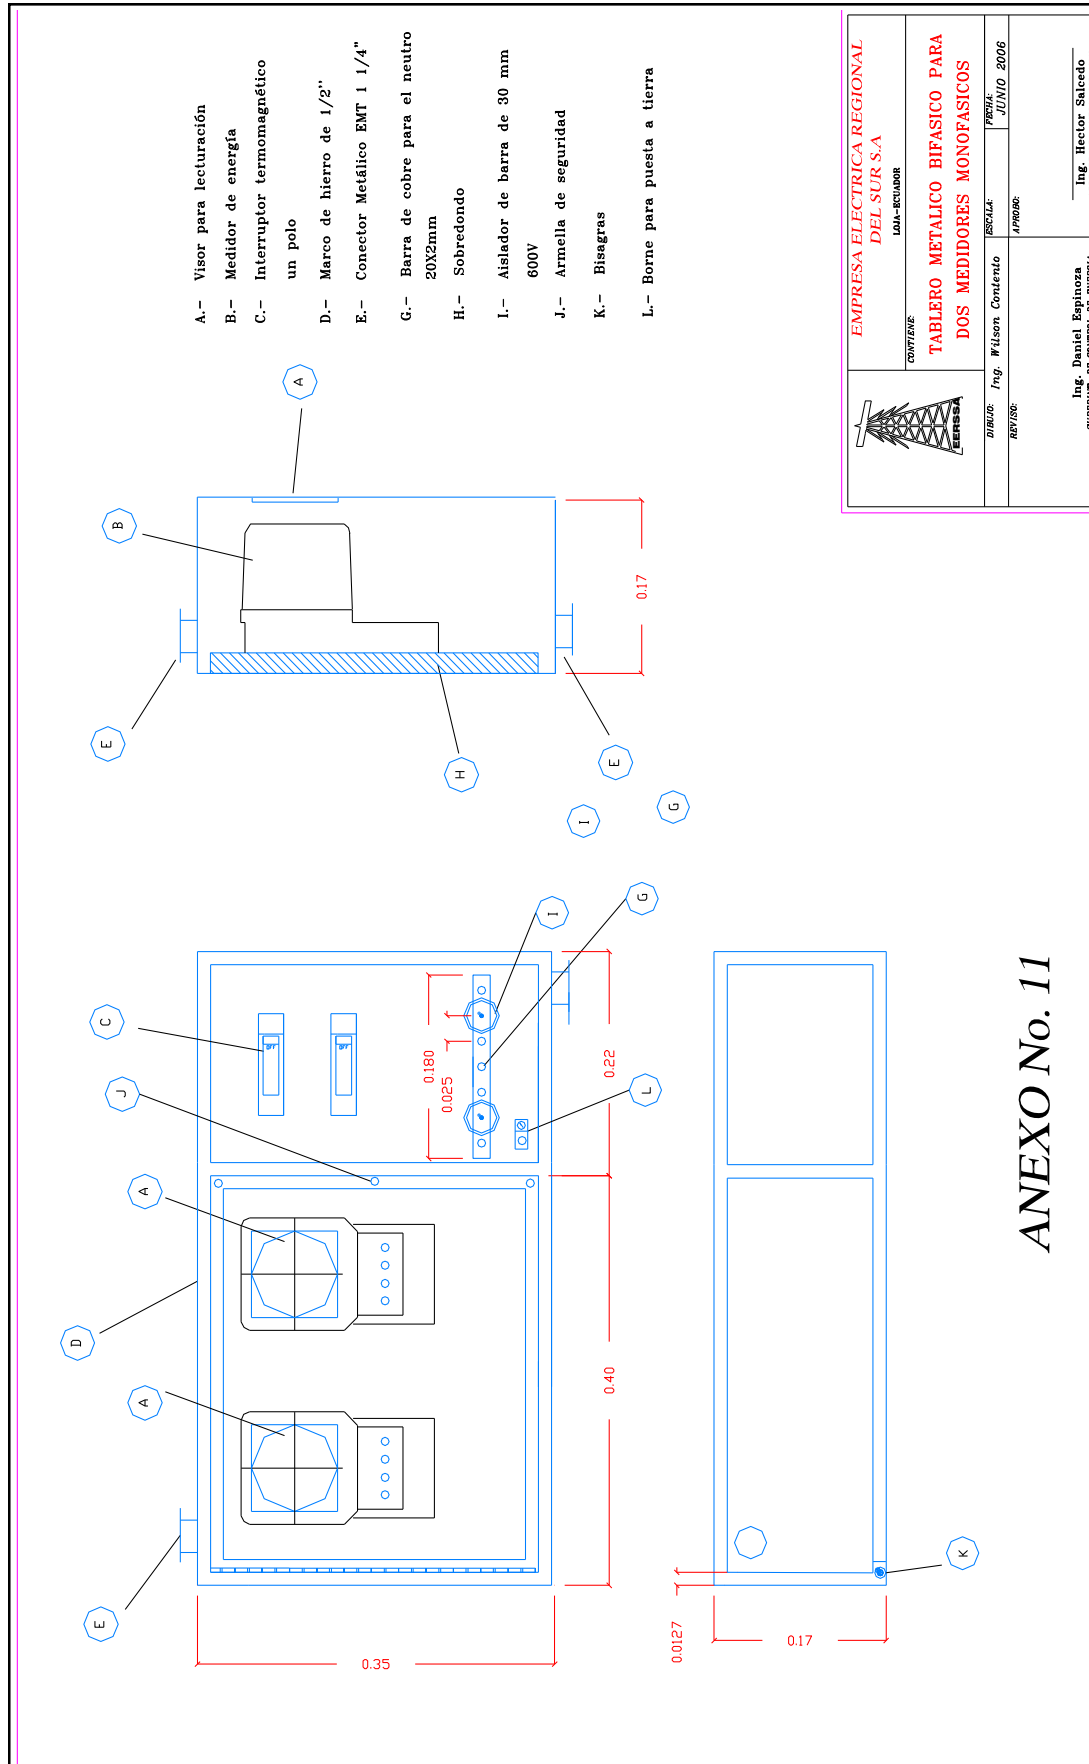 A.- Visor para lecturación
B.- Medidor de energía
C.- Interruptor termomagnético
un polo
D.- Marco de hierro de 1/2''
E.- Conector Metálico EMT 1 1/4"
G.- Barra de cobre para el neutro
20X2mm
H.- Sobredondo
I.- Aislador de barra de 30 mm
600V
J.- Armella de seguridad
K.- Bisagras
L.- Borne para puesta a tierra
E
D
A
A
J
C
OFF
OFF
0.180
0.025
I
G
L
0.22
0.40
0.35
E
B
A
E
H
0.17
I
G
0.0127
0.17
K
ANEXO No. 11
EMPRESA ELECTRICA REGIONAL
DEL SUR S.A
LOJA-ECUADOR
CONTIENE:
TABLERO METALICO BIFASICO PARA
DOS MEDIDORES MONOFASICOS
EERSSA
DIBUJO: Ing. Wilson Contento
ESCALA:
FECHA:
JUNIO 2006
REVISO:
APROBO:
Ing. Daniel Espinoza
Ing. Hector Salcedo
E